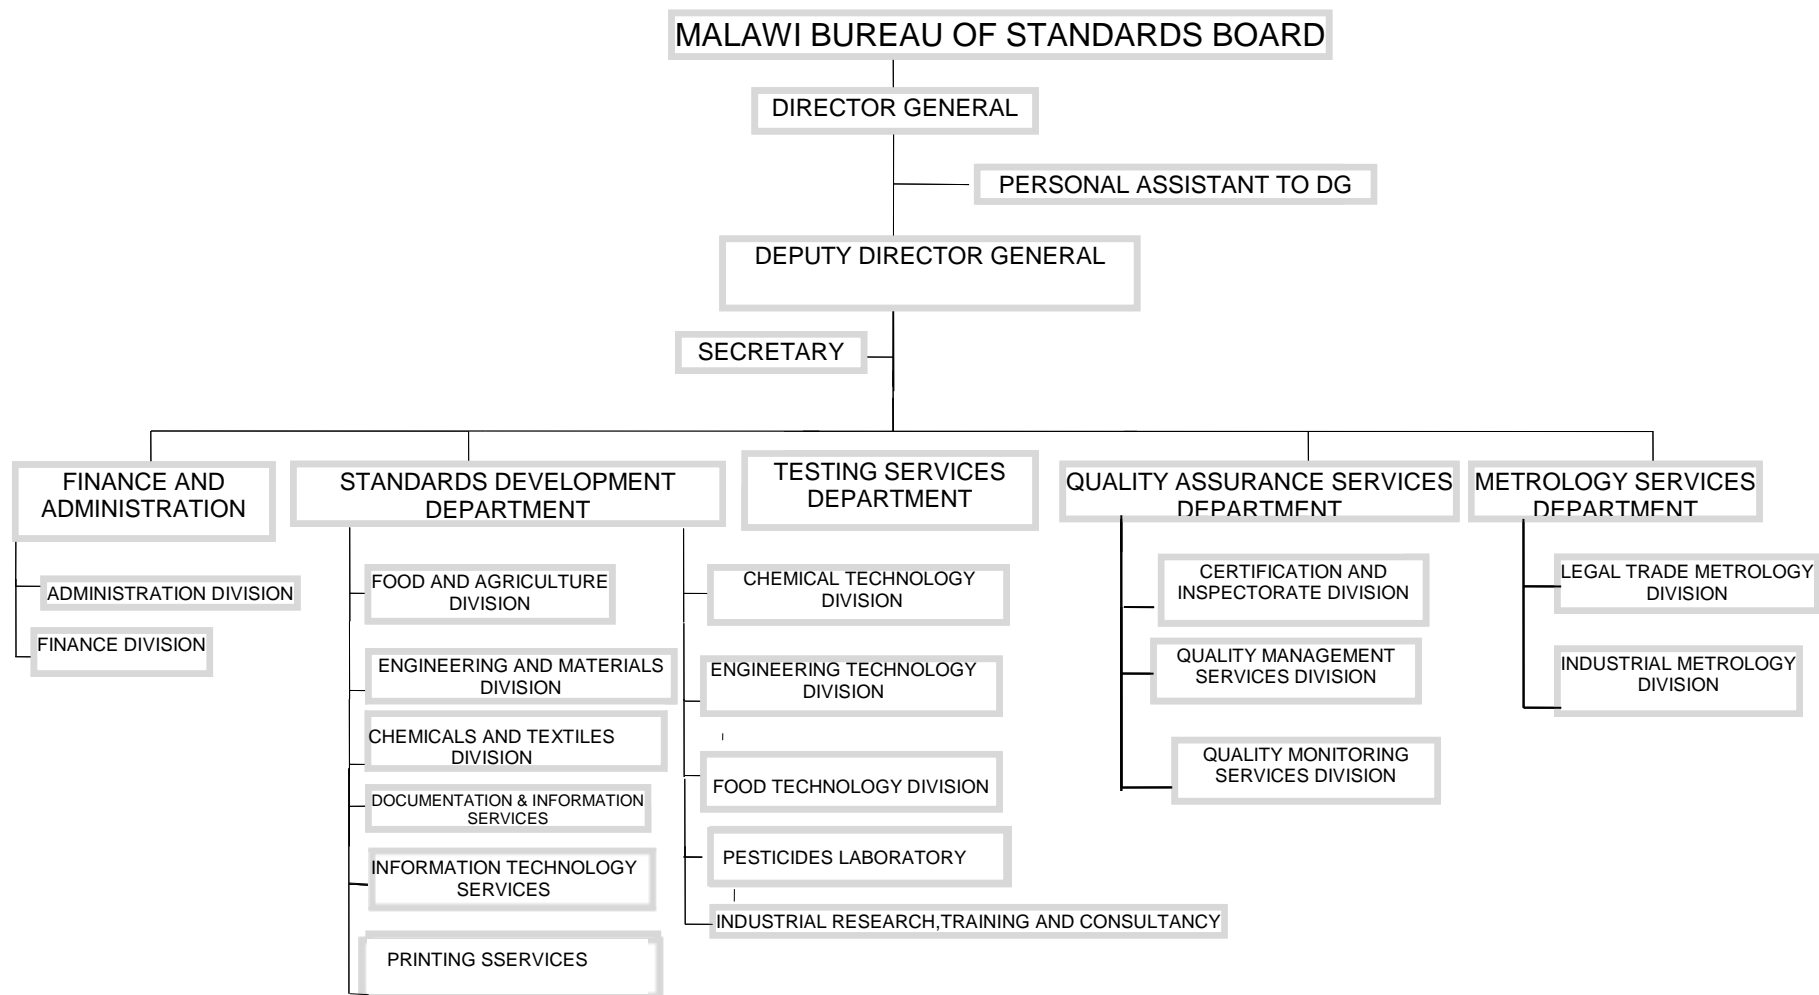 MALAWI BUREAU OF STANDARDS BOARD
DIRECTOR GENERAL
PERSONAL ASSISTANT TO DG
DEPUTY DIRECTOR GENERAL
SECRETARY
FINANCE AND
ADMINISTRATION
STANDARDS DEVELOPMENT
DEPARTMENT
TESTING SERVICES
DEPARTMENT
QUALITY ASSURANCE SERVICES
DEPARTMENT
METROLOGY SERVICES
DEPARTMENT
ADMINISTRATION DIVISION
FINANCE DIVISION
FOOD AND AGRICULTURE
DIVISION
ENGINEERING AND MATERIALS
DIVISION
CHEMICALS AND TEXTILES
DIVISION
DOCUMENTATION & INFORMATION
SERVICES
INFORMATION TECHNOLOGY
SERVICES
PRINTING SSERVICES
CHEMICAL TECHNOLOGY
DIVISION
ENGINEERING TECHNOLOGY
DIVISION
FOOD TECHNOLOGY DIVISION
PESTICIDES LABORATORY
INDUSTRIAL RESEARCH,TRAINING AND CONSULTANCY
CERTIFICATION AND
INSPECTORATE DIVISION
QUALITY MANAGEMENT
SERVICES DIVISION
QUALITY MONITORING
SERVICES DIVISION
LEGAL TRADE METROLOGY
DIVISION
INDUSTRIAL METROLOGY
DIVISION